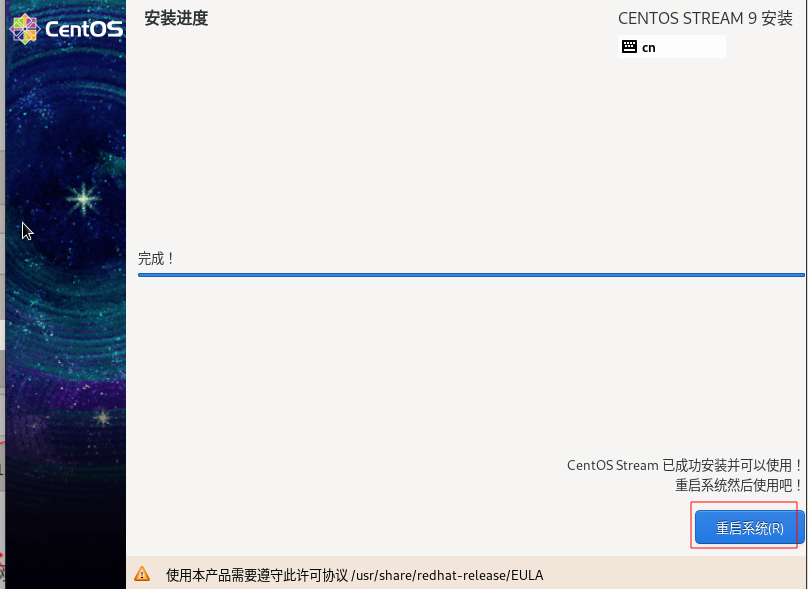 CentOS
安装进度
CENTOS STREAM 9 安装
cn
完成！
CentOS Stream 已成功安装并可以使用！
重启系统然后使用吧！
重启系统(R)
使用本产品需要遵守此许可协议 /usr/share/redhat-release/EULA